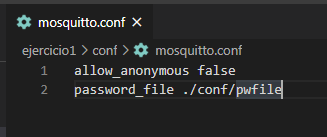 mosquitto.conf
ejercicio1 > conf > mosquitto.conf
1 allow_anonymous false
2 password_file ./conf/pwfile